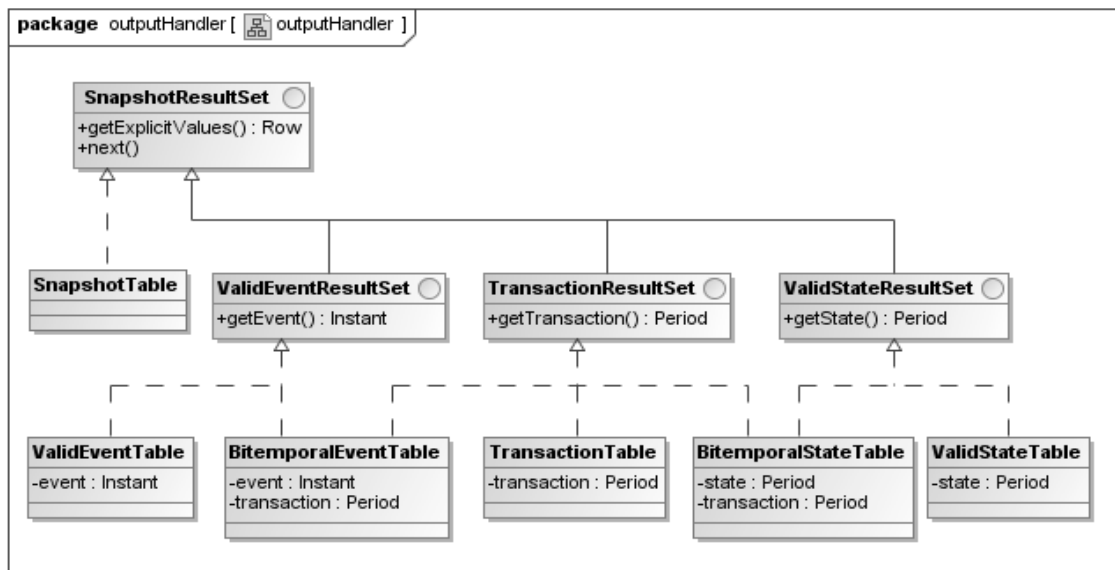 package outputHandler [ outputHandler ]
SnapshotResultSet
+getExplicitValues() : Row
+next()
SnapshotTable
ValidEventResultSet
+getEvent() : Instant
TransactionResultSet
+getTransaction() : Period
ValidStateResultSet
+getState() : Period
ValidEventTable
-event : Instant
BitemporalEventTable
-event : Instant
-transaction : Period
TransactionTable
-transaction : Period
BitemporalStateTable
-state : Period
-transaction : Period
ValidStateTable
-state : Period